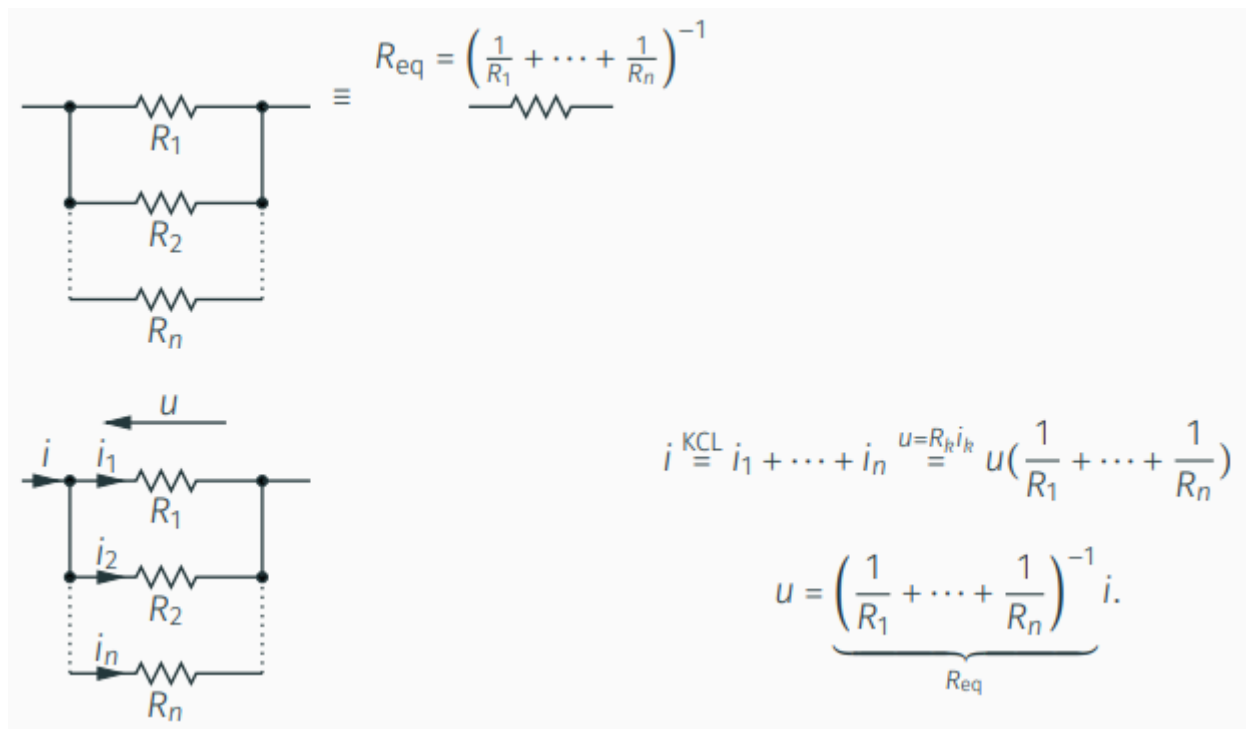 R_eq = (1/R_1 + ⋯ + 1/R_n)^−1
≡
R_1
R_2
R_n
u
i i_1
R_1
i_2
R_2
i_n
R_n
i =^KCL i_1 + ⋯ + i_n =^{u=R_k i_k} u(1/R_1 + ⋯ + 1/R_n)
u = (1/R_1 + ⋯ + 1/R_n)^−1 i.
R_eq